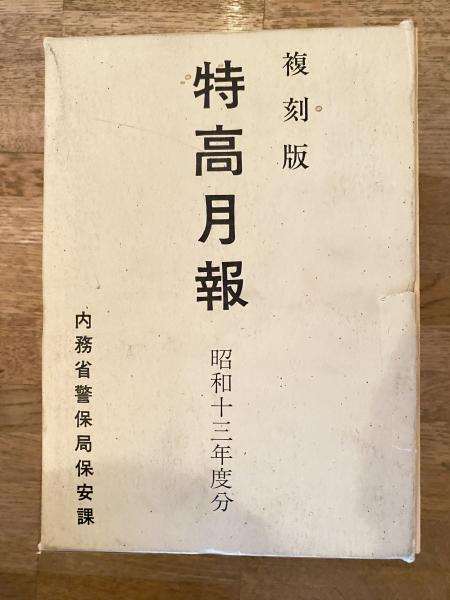 複刻版
特高月報
昭和十三年度分
内務省警保局保安課